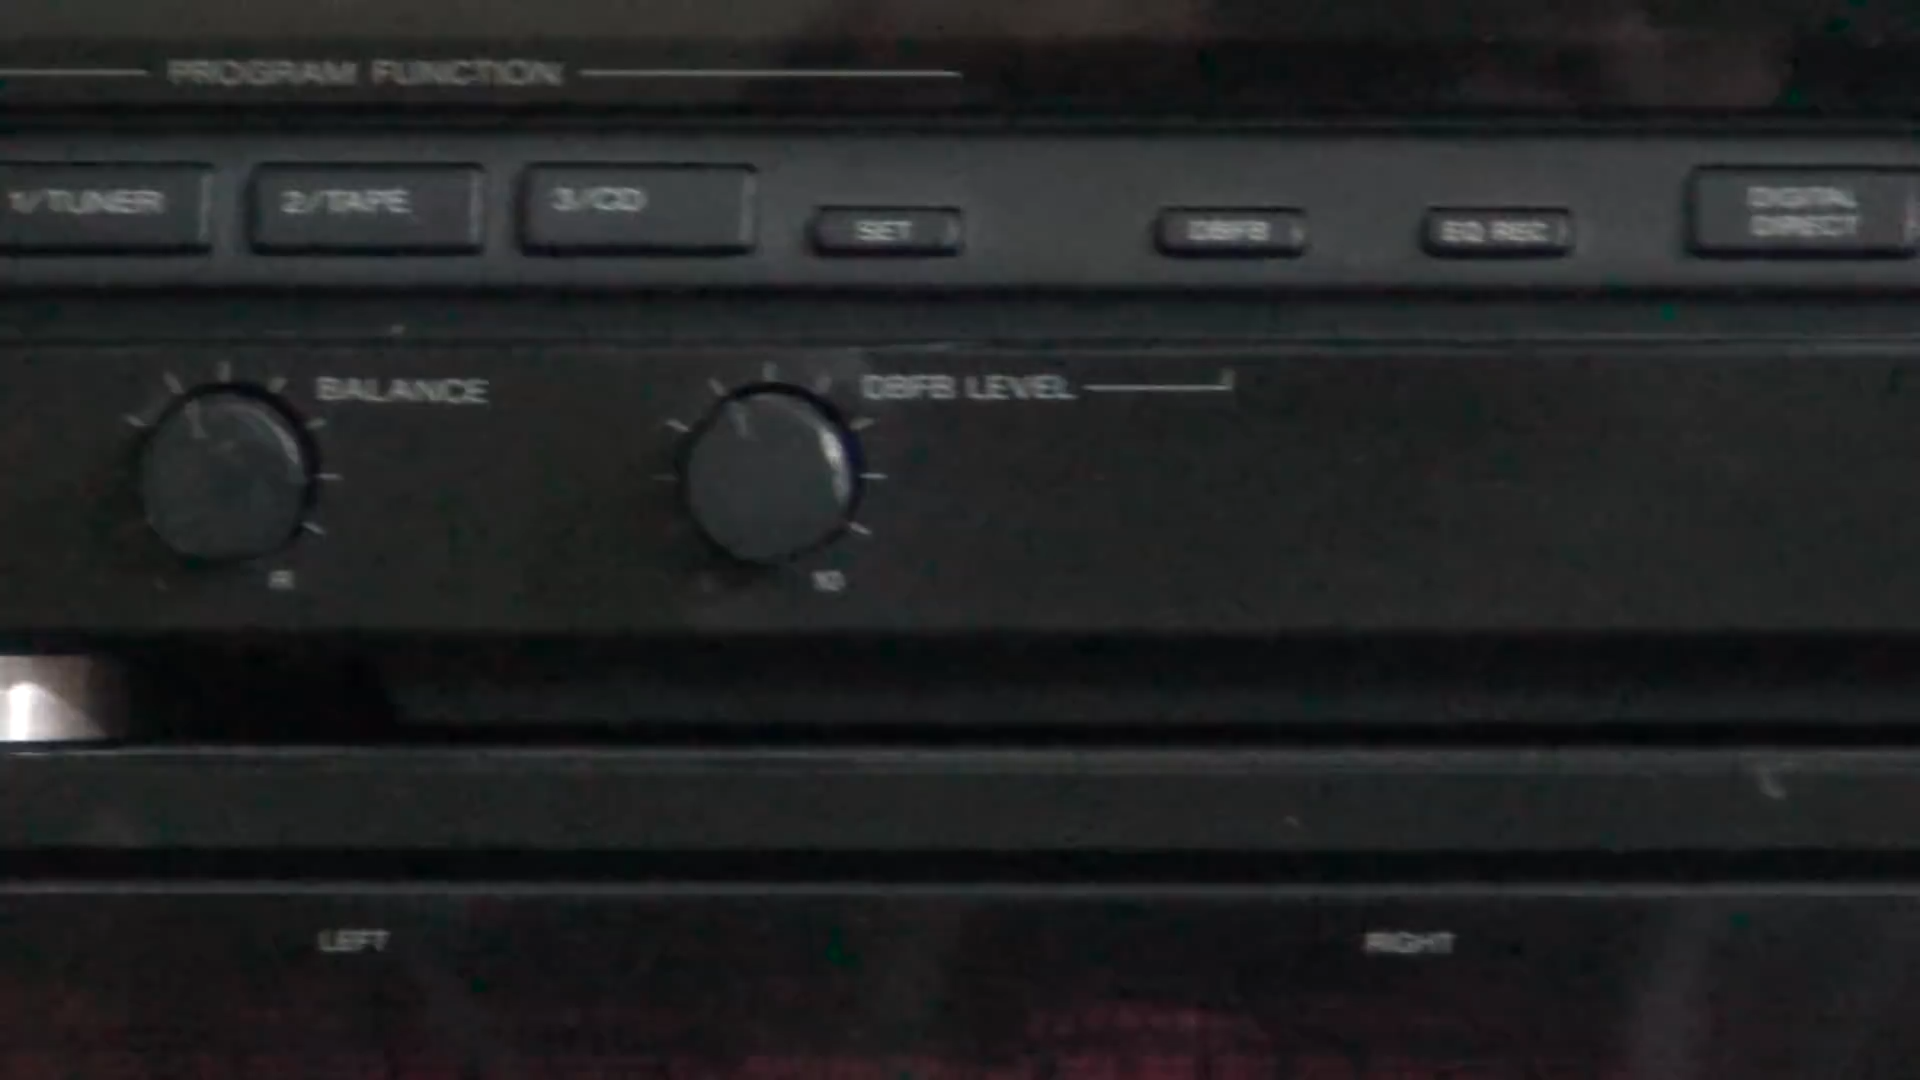 PROGRAM FUNCTION
1/TUNER
2/TAPE
3/CD
SET
DBFB
EQ REC
DIGITAL
DIRECT
BALANCE
DBFB LEVEL
R
10
LEFT
RIGHT